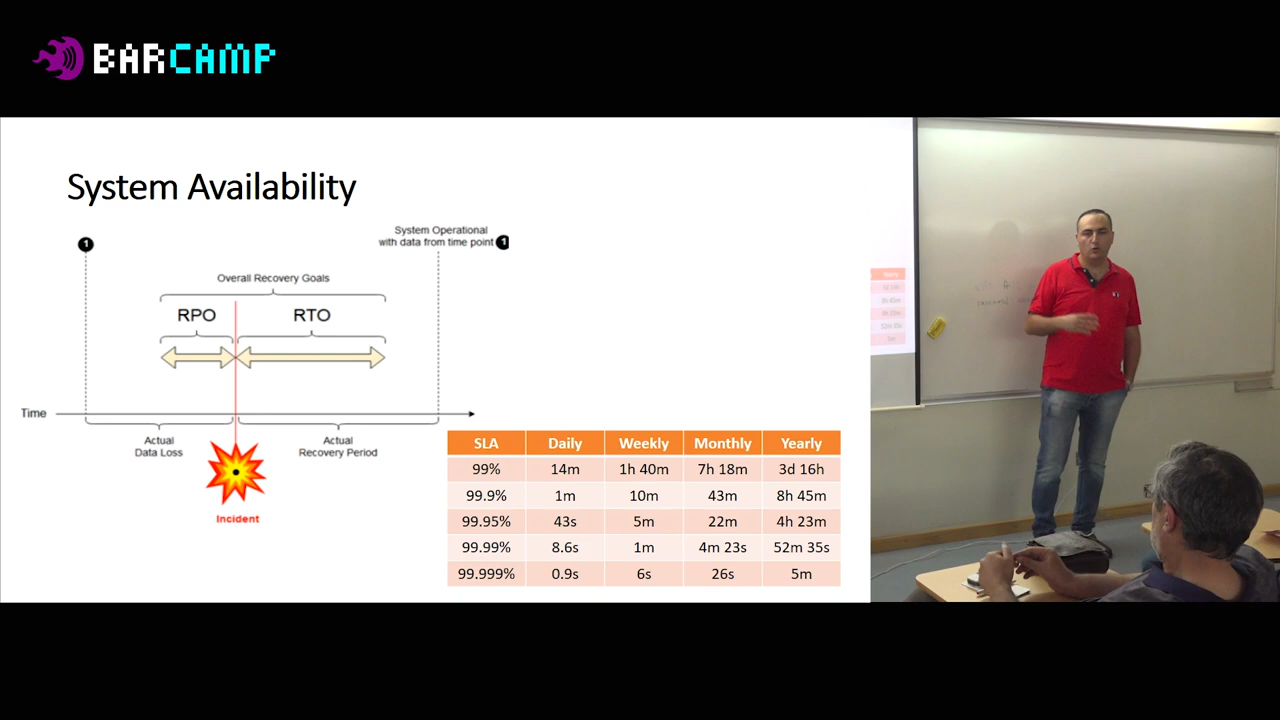 BARCAMP
System Availability
1
System Operational
with data from time point 1
Overall Recovery Goals
RPO
RTO
Time
Actual
Data Loss
Actual
Recovery Period
Incident
SLA Daily Weekly Monthly Yearly
99% 14m 1h 40m 7h 18m 3d 16h
99.9% 1m 10m 43m 8h 45m
99.95% 43s 5m 22m 4h 23m
99.99% 8.6s 1m 4m 23s 52m 35s
99.999% 0.9s 6s 26s 5m
Yearly